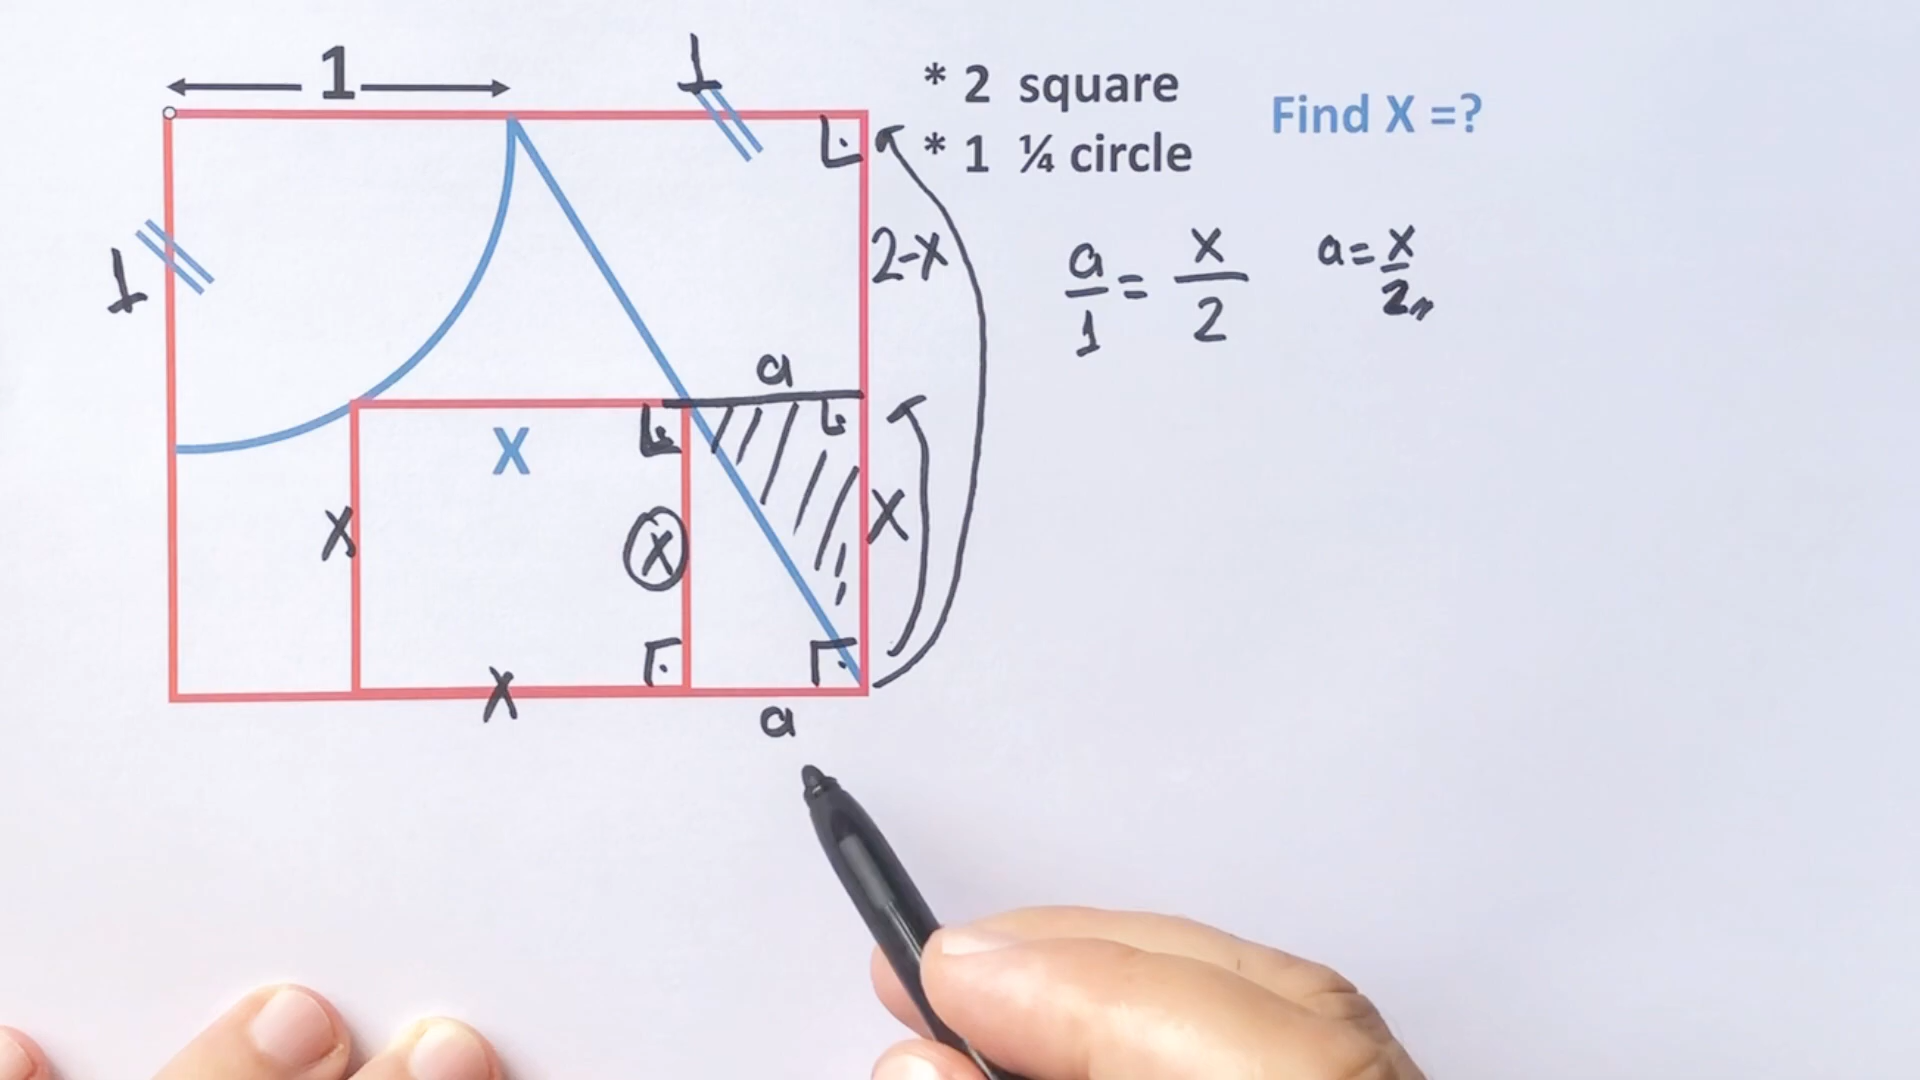 1
1
* 2 square
* 1 ¼ circle
Find X =?
1
2-X
a/1 = X/2
a = X/2
a
X
X
X
X
X
a